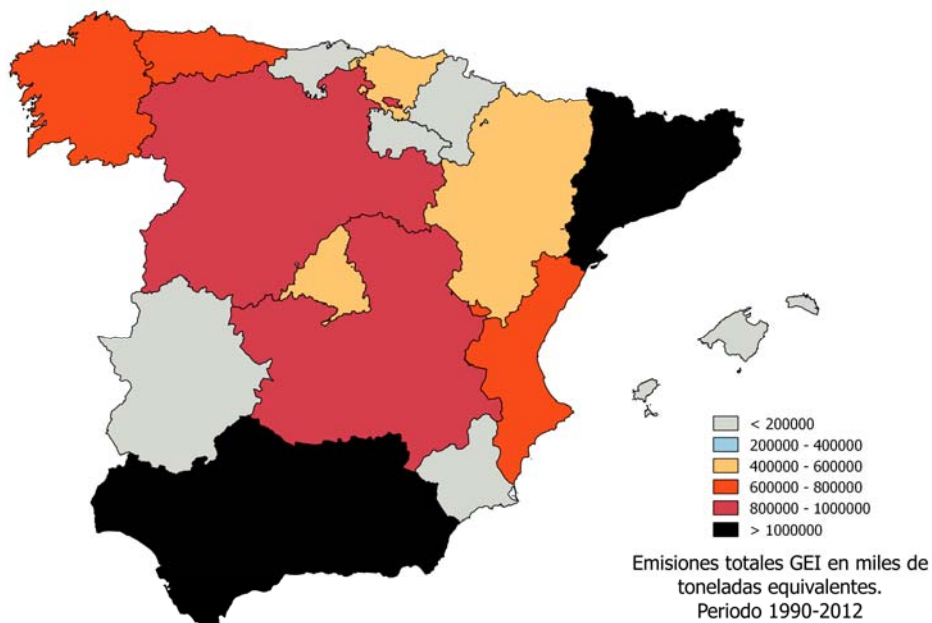 < 200000
200000 - 400000
400000 - 600000
600000 - 800000
800000 - 1000000
> 1000000
Emisiones totales GEI en miles de
toneladas equivalentes.
Periodo 1990-2012